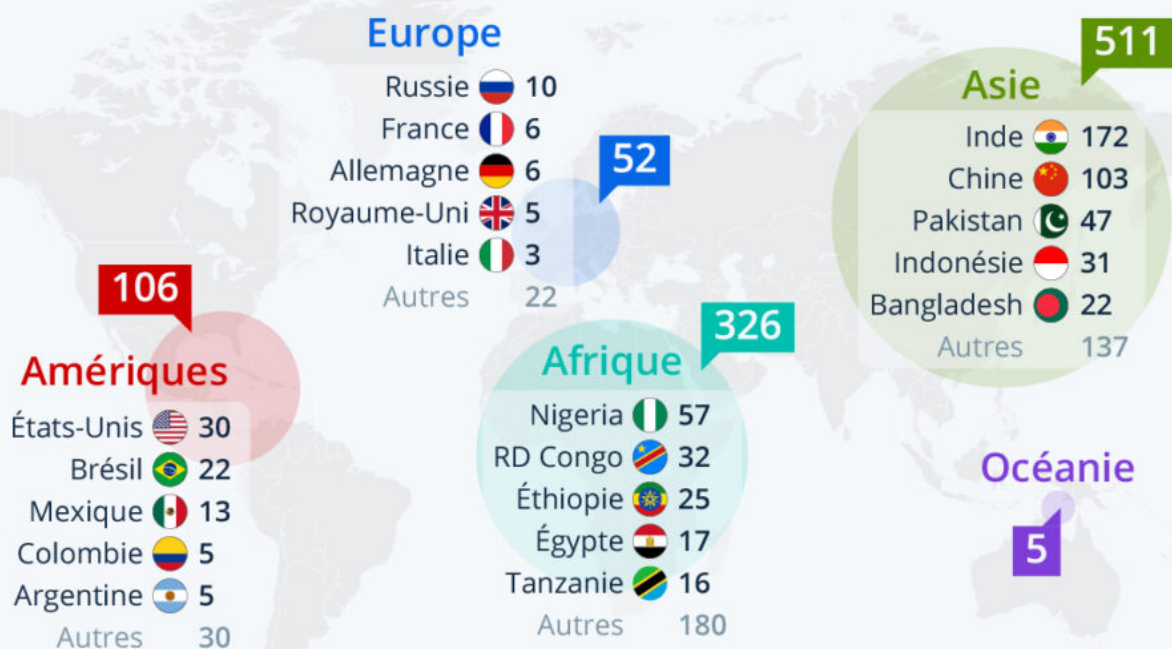 Europe
Russie 10
France 6
Allemagne 6
Royaume-Uni 5
Italie 3
Autres 22
52
511
Asie
Inde 172
Chine 103
Pakistan 47
Indonésie 31
Bangladesh 22
Autres 137
106
Amériques
États-Unis 30
Brésil 22
Mexique 13
Colombie 5
Argentine 5
Autres 30
326
Afrique
Nigeria 57
RD Congo 32
Éthiopie 25
Égypte 17
Tanzanie 16
Autres 180
Océanie
5